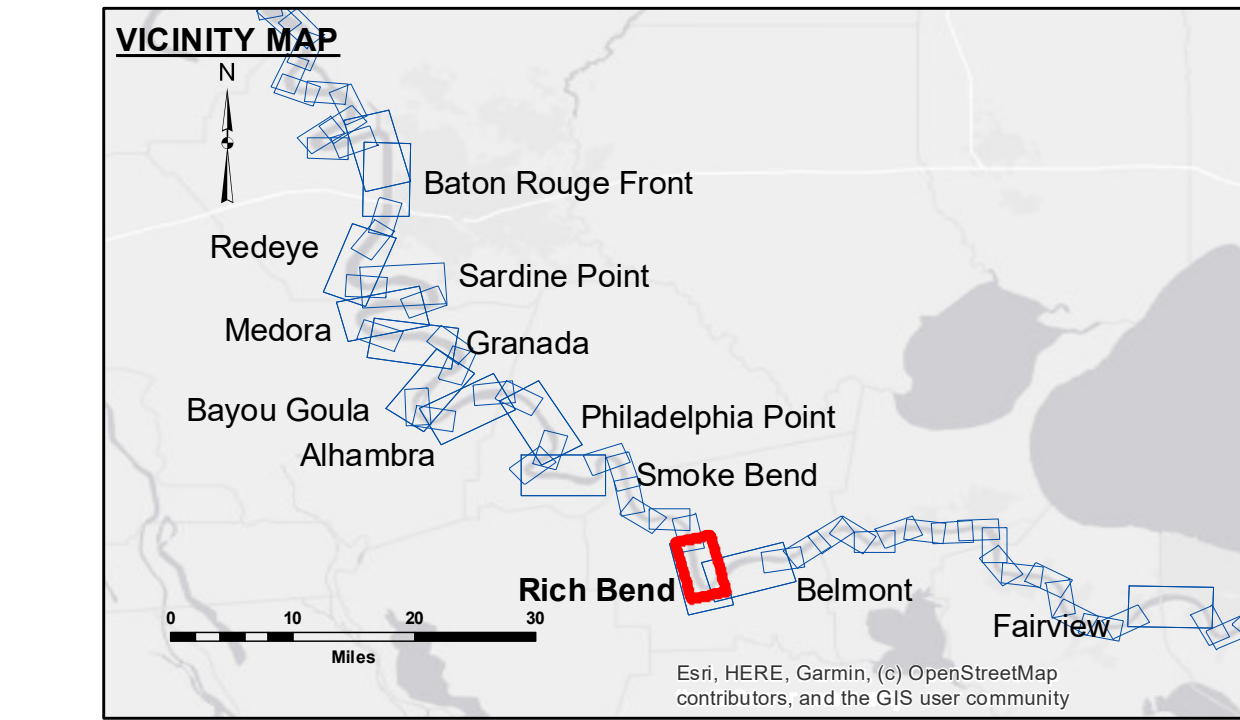 VICINITY MAP
N
Baton Rouge Front
Redeye
Sardine Point
Medora
Granada
Bayou Goula
Philadelphia Point
Alhambra
Smoke Bend
Rich Bend
Belmont
Fairview
0 10 20 30
Miles
Esri, HERE, Garmin, (c) OpenStreetMap
contributors, and the GIS user community